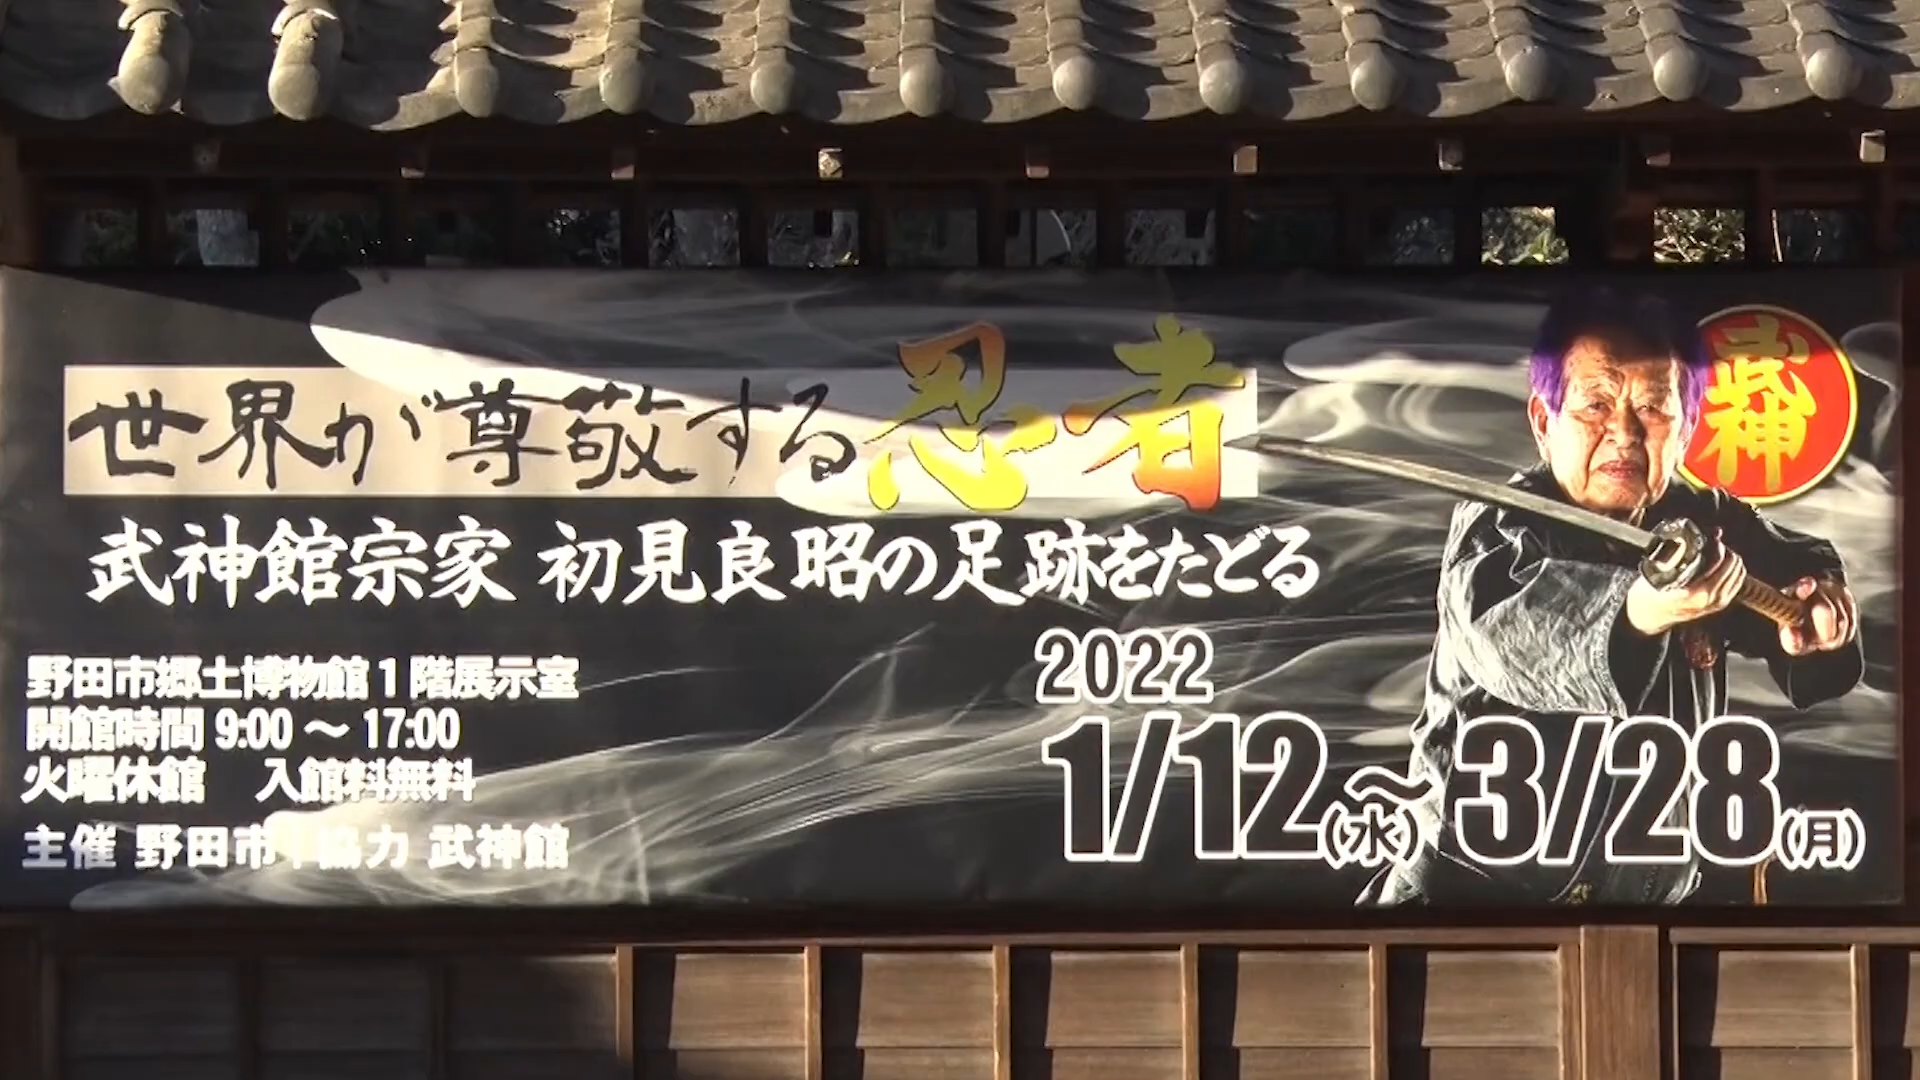 世界が尊敬する忍者
武神
武神館宗家 初見良昭の足跡をたどる
野田市郷土博物館1階展示室
開館時間 9:00 ～ 17:00
火曜休館 入館料無料
主催 野田市 協力 武神館
2022
1/12(水)～3/28(月)